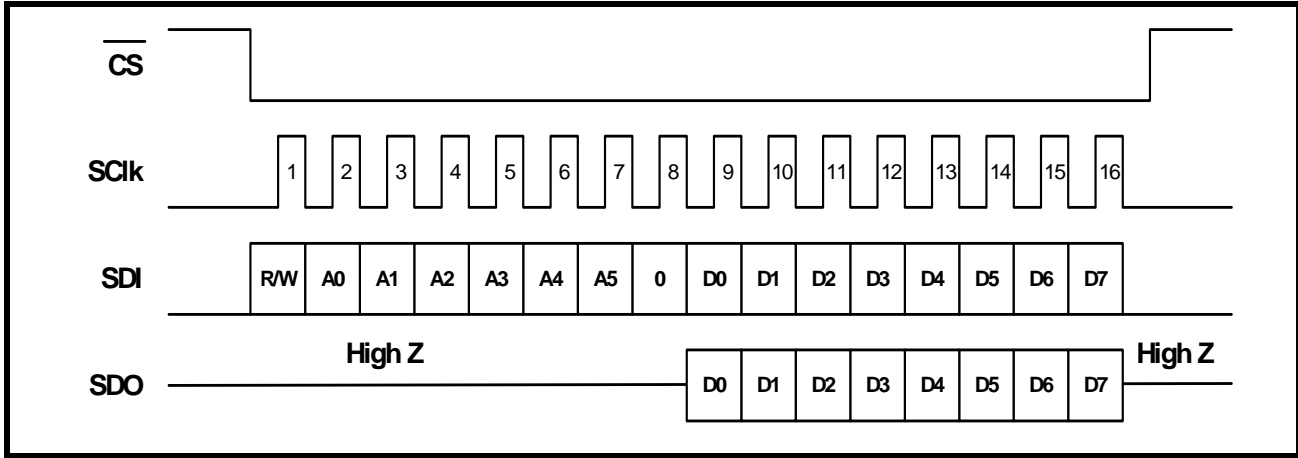 CS
SClk 1 2 3 4 5 6 7 8 9 10 11 12 13 14 15 16
SDI R/W A0 A1 A2 A3 A4 A5 0 D0 D1 D2 D3 D4 D5 D6 D7
High Z High Z
SDO D0 D1 D2 D3 D4 D5 D6 D7